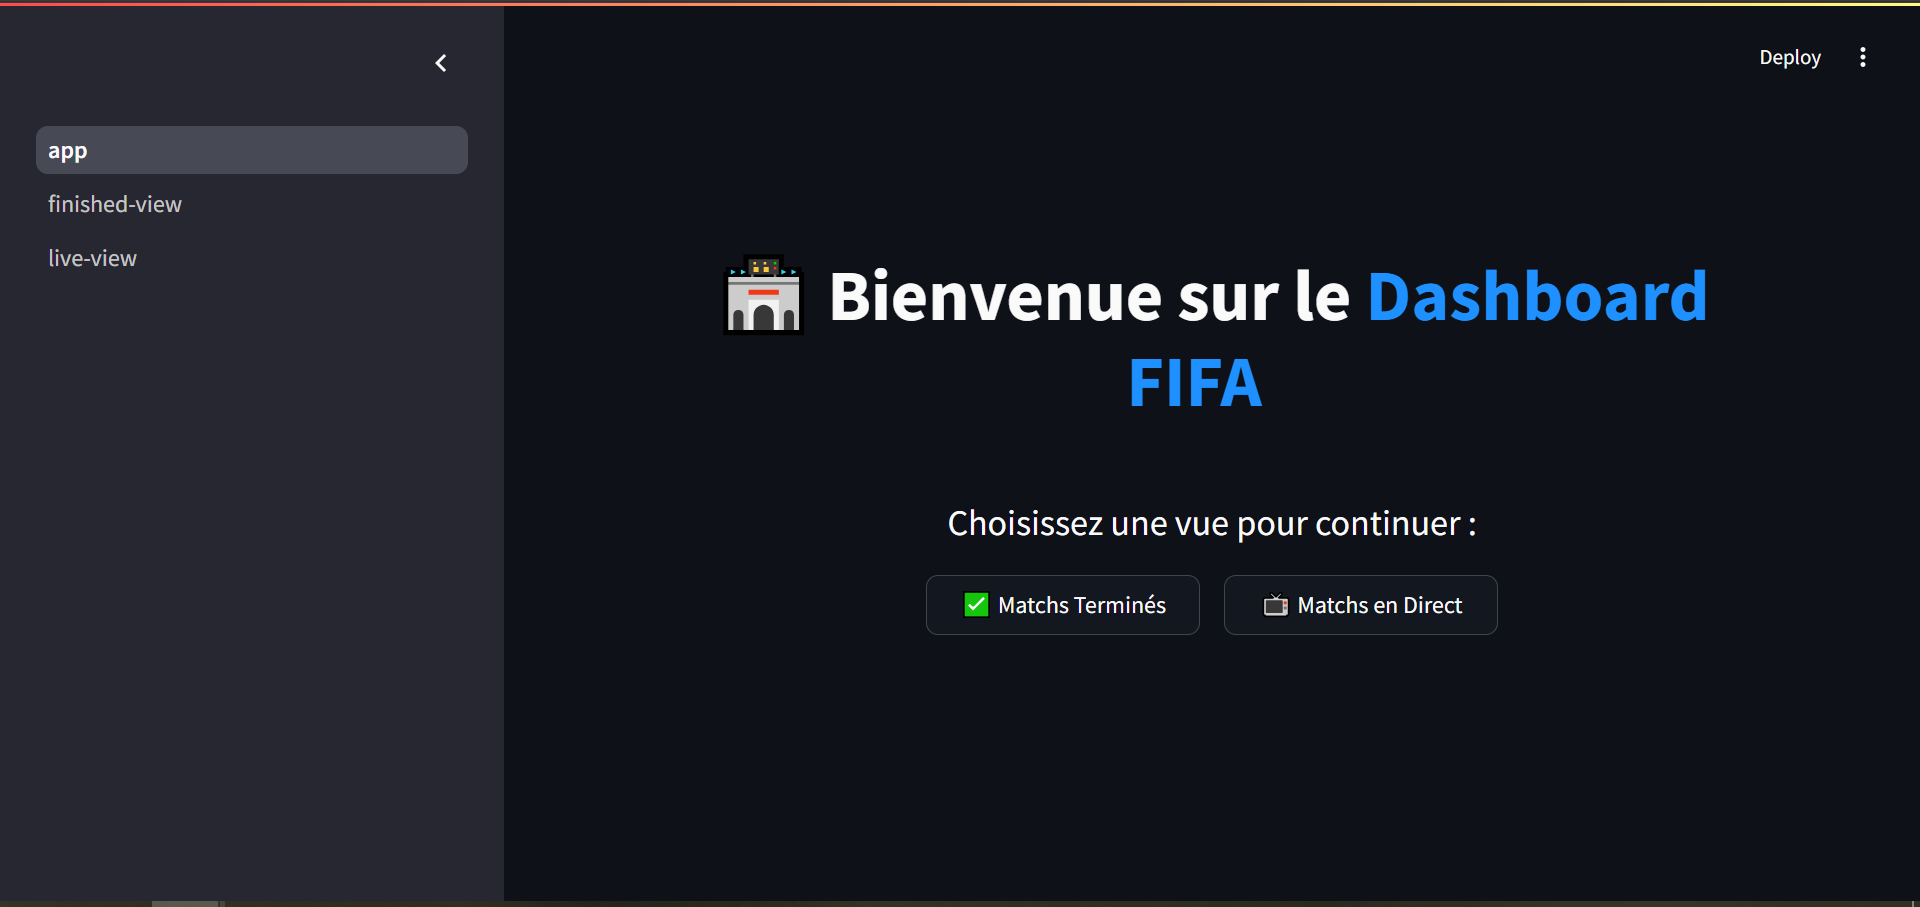 Deploy
app
finished-view
live-view
Bienvenue sur le Dashboard
FIFA
Choisissez une vue pour continuer :
Matchs Terminés
Matchs en Direct